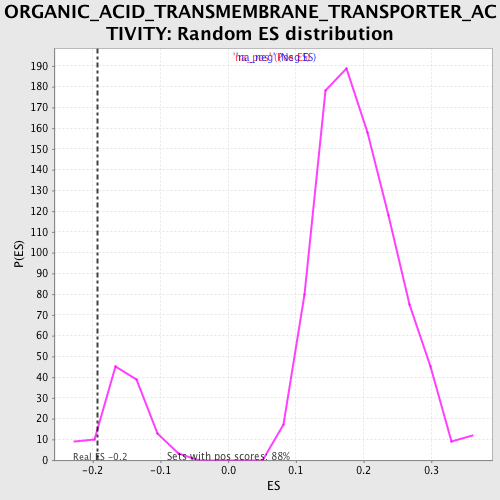 ORGANIC_ACID_TRANSMEMBRANE_TRANSPORTER_AC
TIVITY: Random ES distribution
190
180
170
160
150
140
130
120
110
100
90
80
70
60
50
40
30
20
10
0
P(ES)
Real ES -0.2
Sets with pos scores: 88%
-0.2 -0.1 0.0 0.1 0.2 0.3
ES